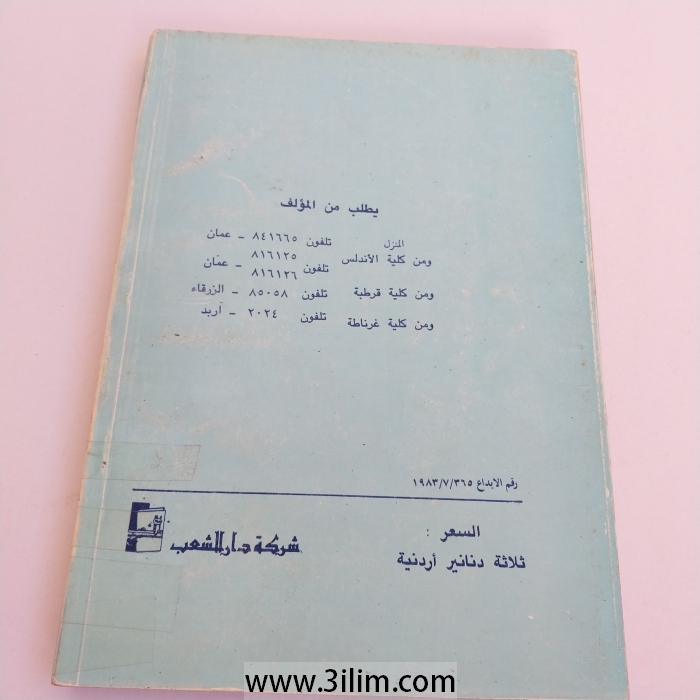 يطلب من المؤلف
المنزل تلفون ٨٤١٦٦٥ - عمان
ومن كلية الأندلس تلفون ٨١٦١٢٥ ٨١٦١٢٦ - عمان
ومن كلية قرطبة تلفون ٨٥٠٥٨ - الزرقاء
ومن كلية غرناطة تلفون ٢٠٢٤ - أربد
رقم الايداع ١٩٨٣/٧/٣٦٥
السعر :
ثلاثة دنانير أردنية
شركة دار الشعب
www.3ilim.com